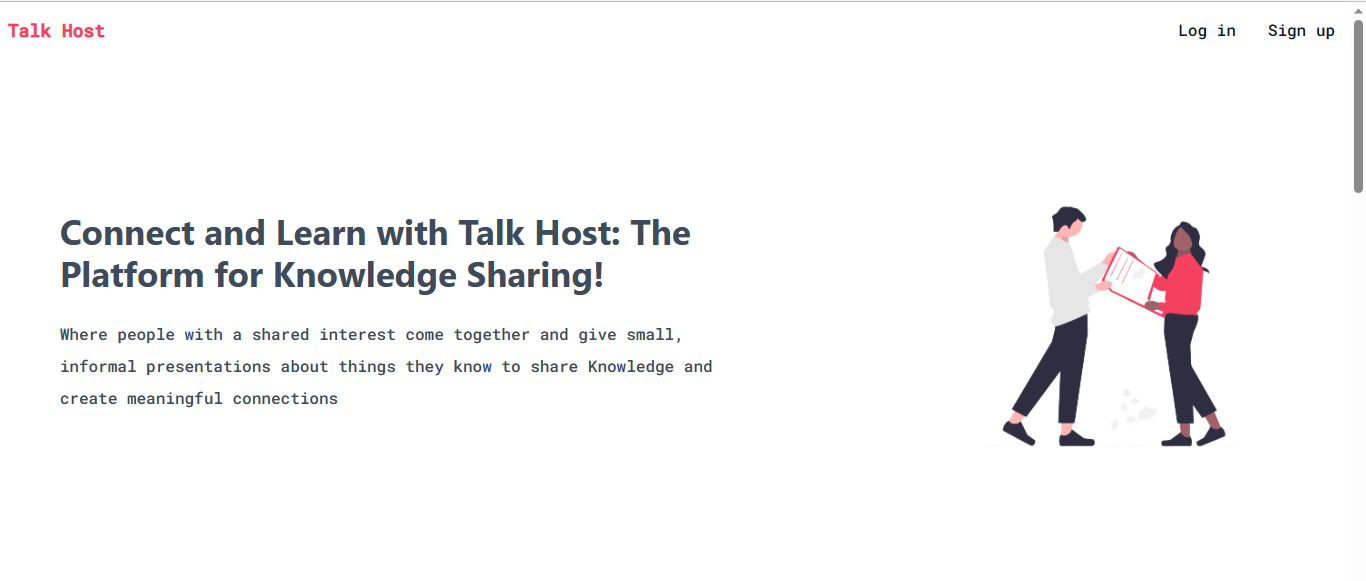 Talk Host
Log in
Sign up
Connect and Learn with Talk Host: The
Platform for Knowledge Sharing!
Where people with a shared interest come together and give small,
informal presentations about things they know to share Knowledge and
create meaningful connections